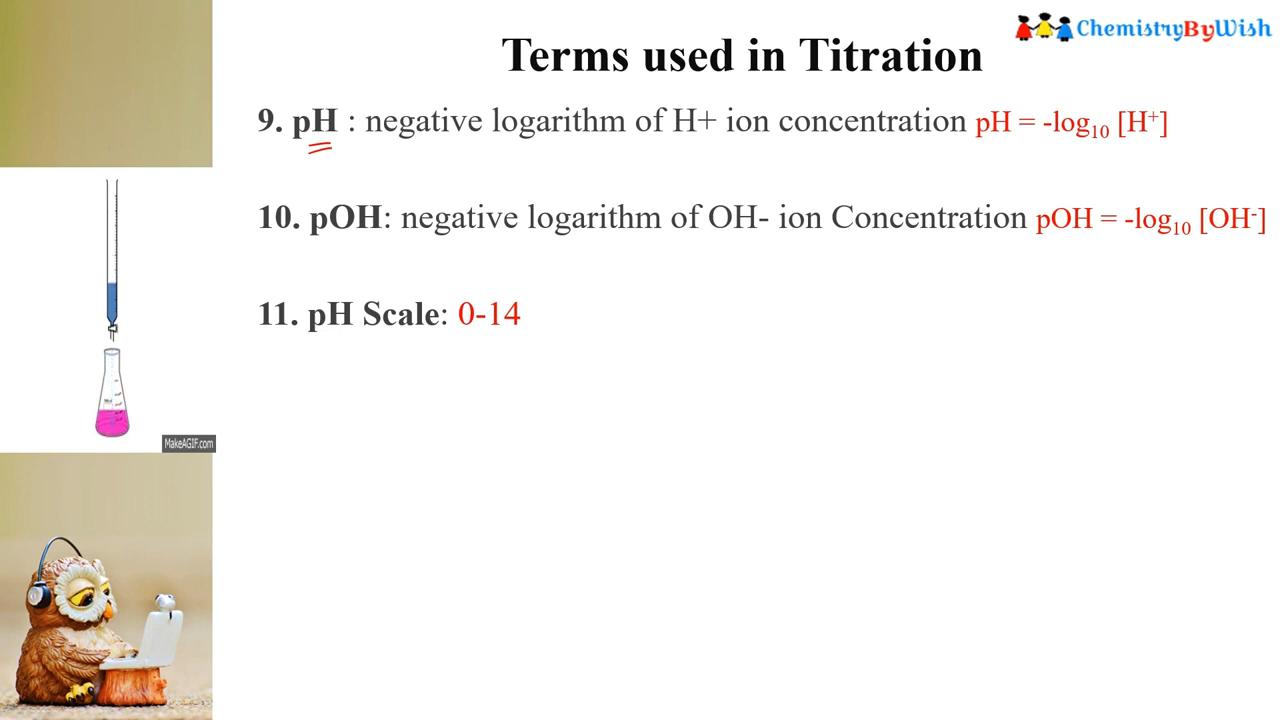 ChemistryByWish
Terms used in Titration
9. pH : negative logarithm of H+ ion concentration pH = -log₁₀ [H⁺]
10. pOH: negative logarithm of OH- ion Concentration pOH = -log₁₀ [OH⁻]
11. pH Scale: 0-14
MakeAGIF.com